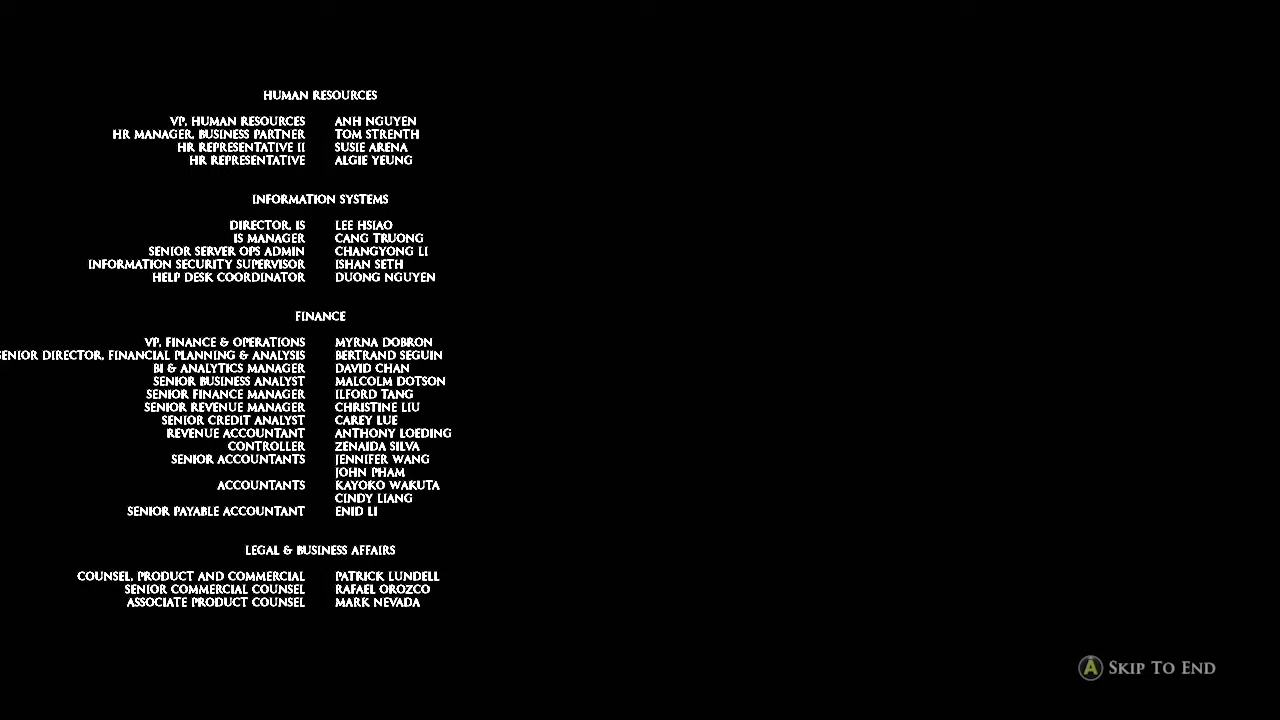 HUMAN RESOURCES
VP, HUMAN RESOURCES ANH NGUYEN
HR MANAGER, BUSINESS PARTNER TOM STRENTH
HR REPRESENTATIVE II SUSIE ARENA
HR REPRESENTATIVE ALGIE YEUNG
INFORMATION SYSTEMS
DIRECTOR, IS LEE HSIAO
IS MANAGER CANG TRUONG
SENIOR SERVER OPS ADMIN CHANGYONG LI
INFORMATION SECURITY SUPERVISOR ISHAN SETH
HELP DESK COORDINATOR DUONG NGUYEN
FINANCE
VP, FINANCE & OPERATIONS MYRNA DOBRON
SENIOR DIRECTOR, FINANCIAL PLANNING & ANALYSIS BERTRAND SEGUIN
BI & ANALYTICS MANAGER DAVID CHAN
SENIOR BUSINESS ANALYST MALCOLM DOTSON
SENIOR FINANCE MANAGER ILFORD TANG
SENIOR REVENUE MANAGER CHRISTINE LIU
SENIOR CREDIT ANALYST CAREY LUE
REVENUE ACCOUNTANT ANTHONY LOEDING
CONTROLLER ZENAIDA SILVA
SENIOR ACCOUNTANTS JENNIFER WANG
JOHN PHAM
ACCOUNTANTS KAYOKO WAKUTA
CINDY LIANG
SENIOR PAYABLE ACCOUNTANT ENID LI
LEGAL & BUSINESS AFFAIRS
COUNSEL, PRODUCT AND COMMERCIAL PATRICK LUNDELL
SENIOR COMMERCIAL COUNSEL RAFAEL OROZCO
ASSOCIATE PRODUCT COUNSEL MARK NEVADA
A SKIP TO END